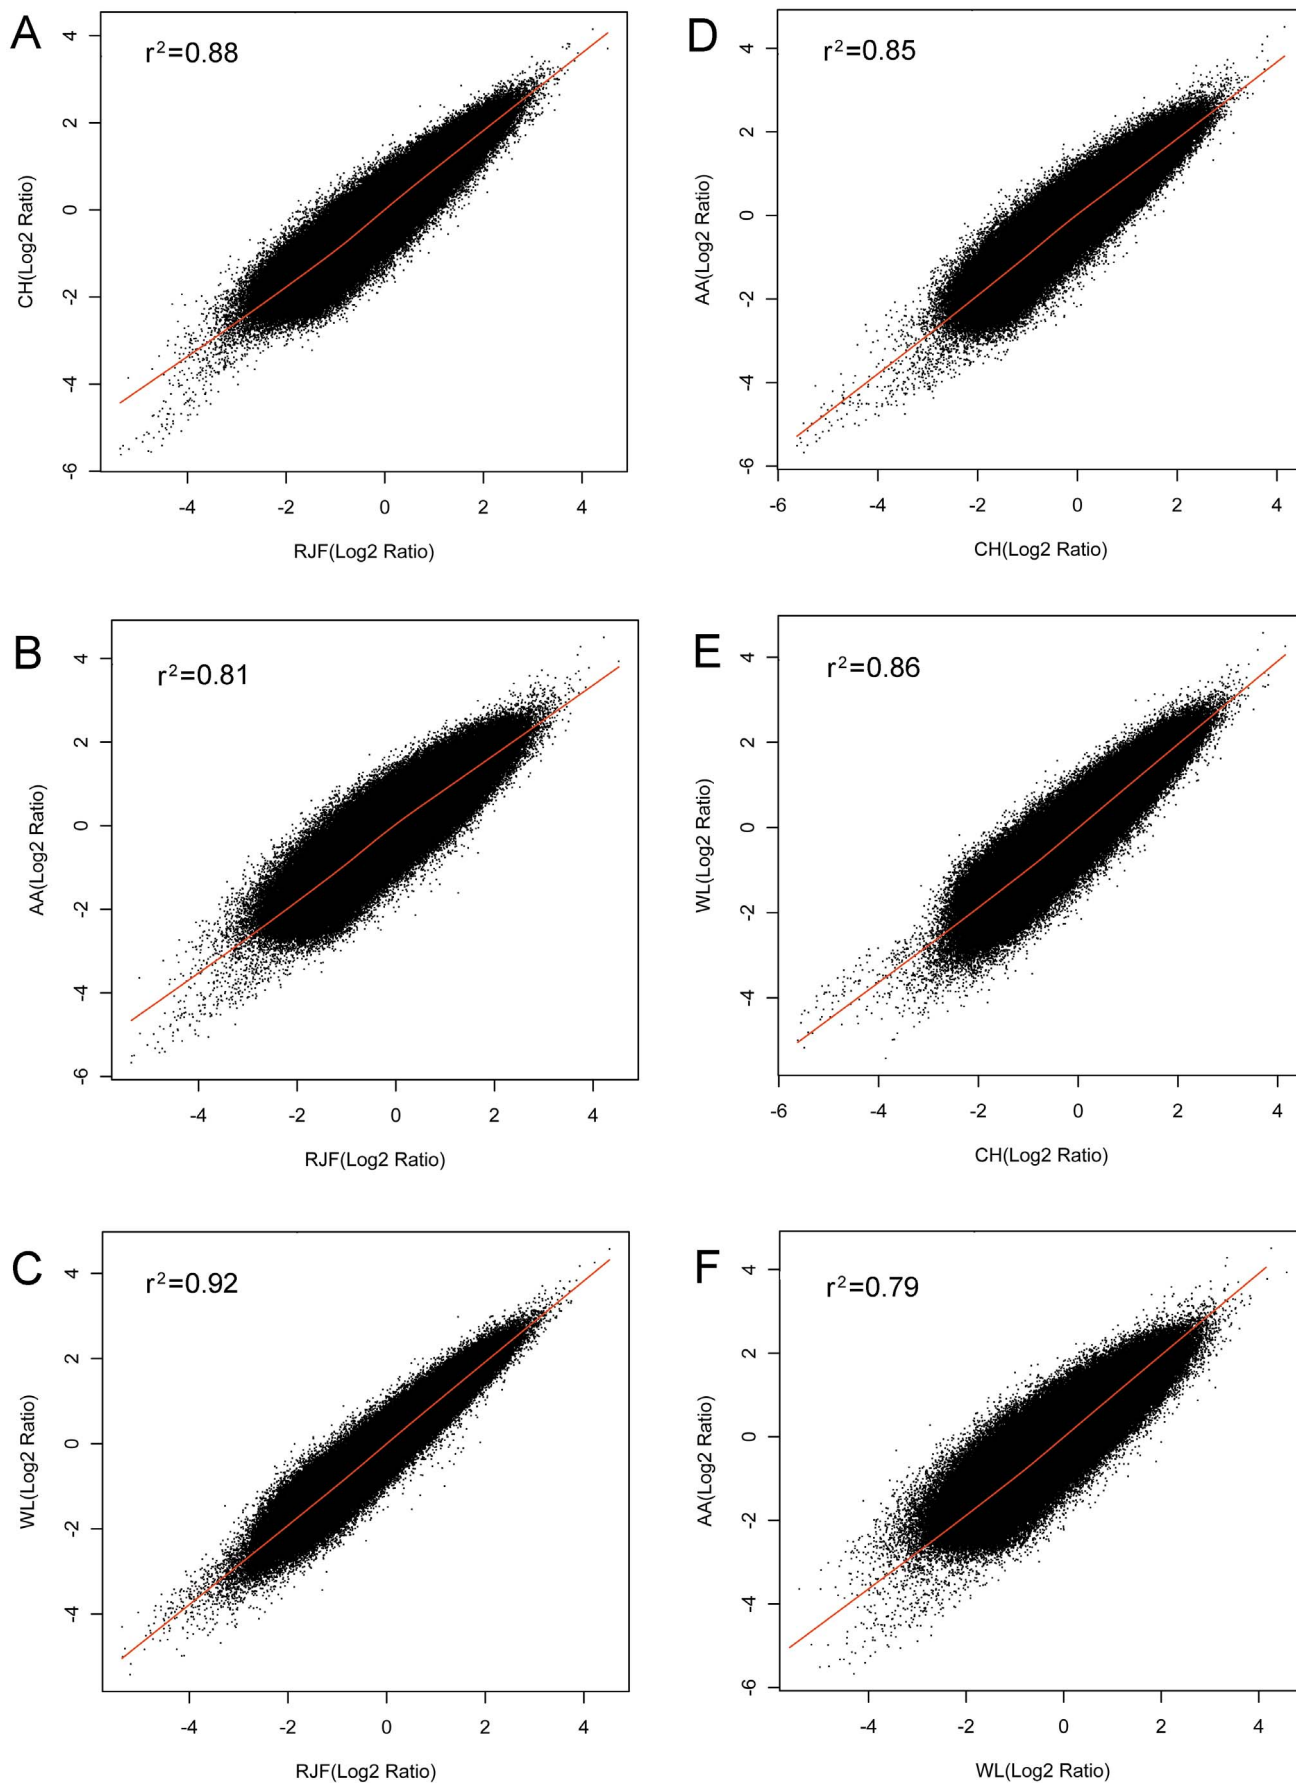 A
r²=0.88
CH(Log2 Ratio)
4
2
0
-2
-4
-6
-4 -2 0 2 4
RJF(Log2 Ratio)
D
r²=0.85
AA(Log2 Ratio)
4
2
0
-2
-4
-6
-6 -4 -2 0 2 4
CH(Log2 Ratio)
B
r²=0.81
AA(Log2 Ratio)
4
2
0
-2
-4
-6
-4 -2 0 2 4
RJF(Log2 Ratio)
E
r²=0.86
WL(Log2 Ratio)
4
2
0
-2
-4
-6 -4 -2 0 2 4
CH(Log2 Ratio)
C
r²=0.92
WL(Log2 Ratio)
4
2
0
-2
-4
-4 -2 0 2 4
RJF(Log2 Ratio)
F
r²=0.79
AA(Log2 Ratio)
4
2
0
-2
-4
-6
-4 -2 0 2 4
WL(Log2 Ratio)